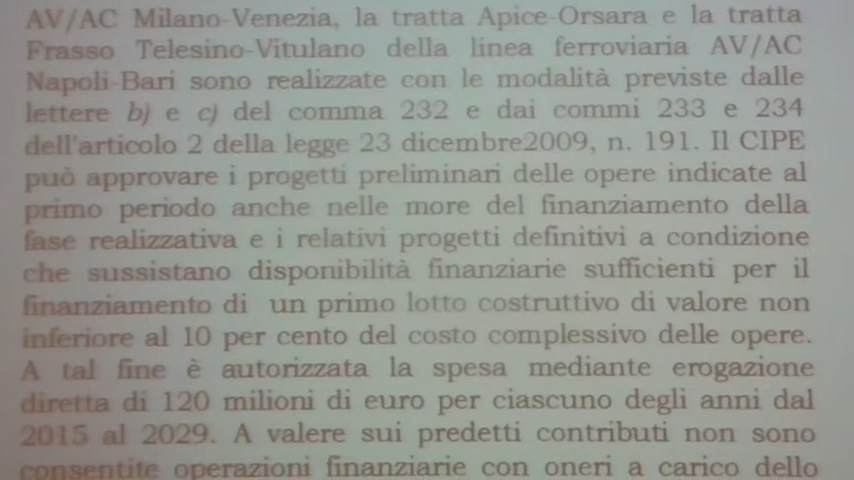 AV/AC Milano-Venezia, la tratta Apice-Orsara e la tratta
Frasso Telesino-Vitulano della linea ferroviaria AV/AC
Napoli-Bari sono realizzate con le modalità previste dalle
lettere b) e c) del comma 232 e dai commi 233 e 234
dell'articolo 2 della legge 23 dicembre2009, n. 191. Il CIPE
può approvare i progetti preliminari delle opere indicate al
primo periodo anche nelle more del finanziamento della
fase realizzativa e i relativi progetti definitivi a condizione
che sussistano disponibilità finanziarie sufficienti per il
finanziamento di un primo lotto costruttivo di valore non
inferiore al 10 per cento del costo complessivo delle opere.
A tal fine è autorizzata la spesa mediante erogazione
diretta di 120 milioni di euro per ciascuno degli anni dal
2015 al 2029. A valere sui predetti contributi non sono
consentite operazioni finanziarie con oneri a carico dello